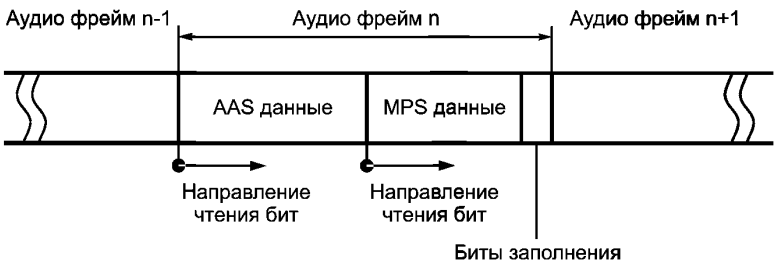 Аудио фрейм n-1
Аудио фрейм n
Аудио фрейм n+1
AAS данные
MPS данные
Направление
чтения бит
Направление
чтения бит
Биты заполнения